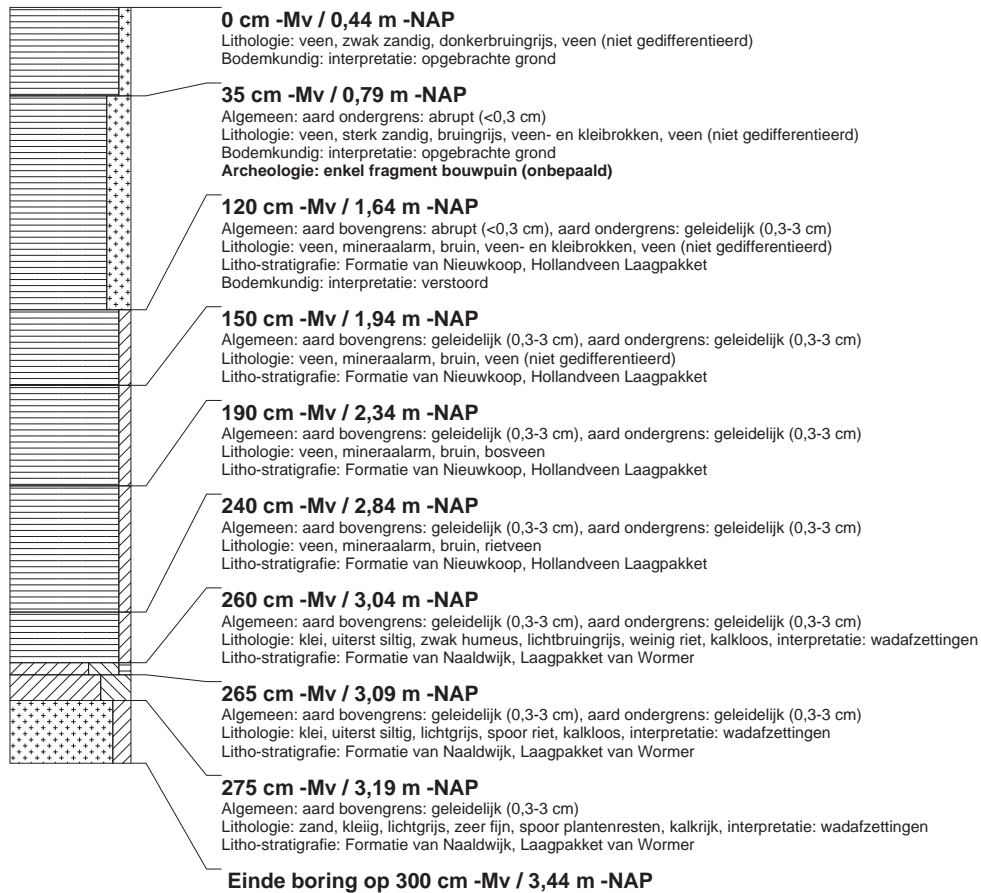 0 cm -Mv / 0,44 m -NAP
Lithologie: veen, zwak zandig, donkerbruingrijs, veen (niet gedifferentieerd)
Bodemkundig: interpretatie: opgebrachte grond
35 cm -Mv / 0,79 m -NAP
Algemeen: aard ondergrens: abrupt (<0,3 cm)
Lithologie: veen, sterk zandig, bruingrijs, veen- en kleibrokken, veen (niet gedifferentieerd)
Bodemkundig: interpretatie: opgebrachte grond
Archeologie: enkel fragment bouwpuin (onbepaald)
120 cm -Mv / 1,64 m -NAP
Algemeen: aard bovengrens: abrupt (<0,3 cm), aard ondergrens: geleidelijk (0,3-3 cm)
Lithologie: veen, mineraalarm, bruin, veen- en kleibrokken, veen (niet gedifferentieerd)
Litho-stratigrafie: Formatie van Nieuwkoop, Hollandveen Laagpakket
Bodemkundig: interpretatie: verstoord
150 cm -Mv / 1,94 m -NAP
Algemeen: aard bovengrens: geleidelijk (0,3-3 cm), aard ondergrens: geleidelijk (0,3-3 cm)
Lithologie: veen, mineraalarm, bruin, veen (niet gedifferentieerd)
Litho-stratigrafie: Formatie van Nieuwkoop, Hollandveen Laagpakket
190 cm -Mv / 2,34 m -NAP
Algemeen: aard bovengrens: geleidelijk (0,3-3 cm), aard ondergrens: geleidelijk (0,3-3 cm)
Lithologie: veen, mineraalarm, bruin, bosveen
Litho-stratigrafie: Formatie van Nieuwkoop, Hollandveen Laagpakket
240 cm -Mv / 2,84 m -NAP
Algemeen: aard bovengrens: geleidelijk (0,3-3 cm), aard ondergrens: geleidelijk (0,3-3 cm)
Lithologie: veen, mineraalarm, bruin, rietveen
Litho-stratigrafie: Formatie van Nieuwkoop, Hollandveen Laagpakket
260 cm -Mv / 3,04 m -NAP
Algemeen: aard bovengrens: geleidelijk (0,3-3 cm), aard ondergrens: geleidelijk (0,3-3 cm)
Lithologie: klei, uiterst siltig, zwak humeus, lichtbruingrijs, weinig riet, kalkloos, interpretatie: wadafzettingen
Litho-stratigrafie: Formatie van Naaldwijk, Laagpakket van Wormer
265 cm -Mv / 3,09 m -NAP
Algemeen: aard bovengrens: geleidelijk (0,3-3 cm), aard ondergrens: geleidelijk (0,3-3 cm)
Lithologie: klei, uiterst siltig, lichtgrijs, spoor riet, kalkloos, interpretatie: wadafzettingen
Litho-stratigrafie: Formatie van Naaldwijk, Laagpakket van Wormer
275 cm -Mv / 3,19 m -NAP
Algemeen: aard bovengrens: geleidelijk (0,3-3 cm)
Lithologie: zand, kleiig, lichtgrijs, zeer fijn, spoor plantenresten, kalkrijk, interpretatie: wadafzettingen
Litho-stratigrafie: Formatie van Naaldwijk, Laagpakket van Wormer
Einde boring op 300 cm -Mv / 3,44 m -NAP